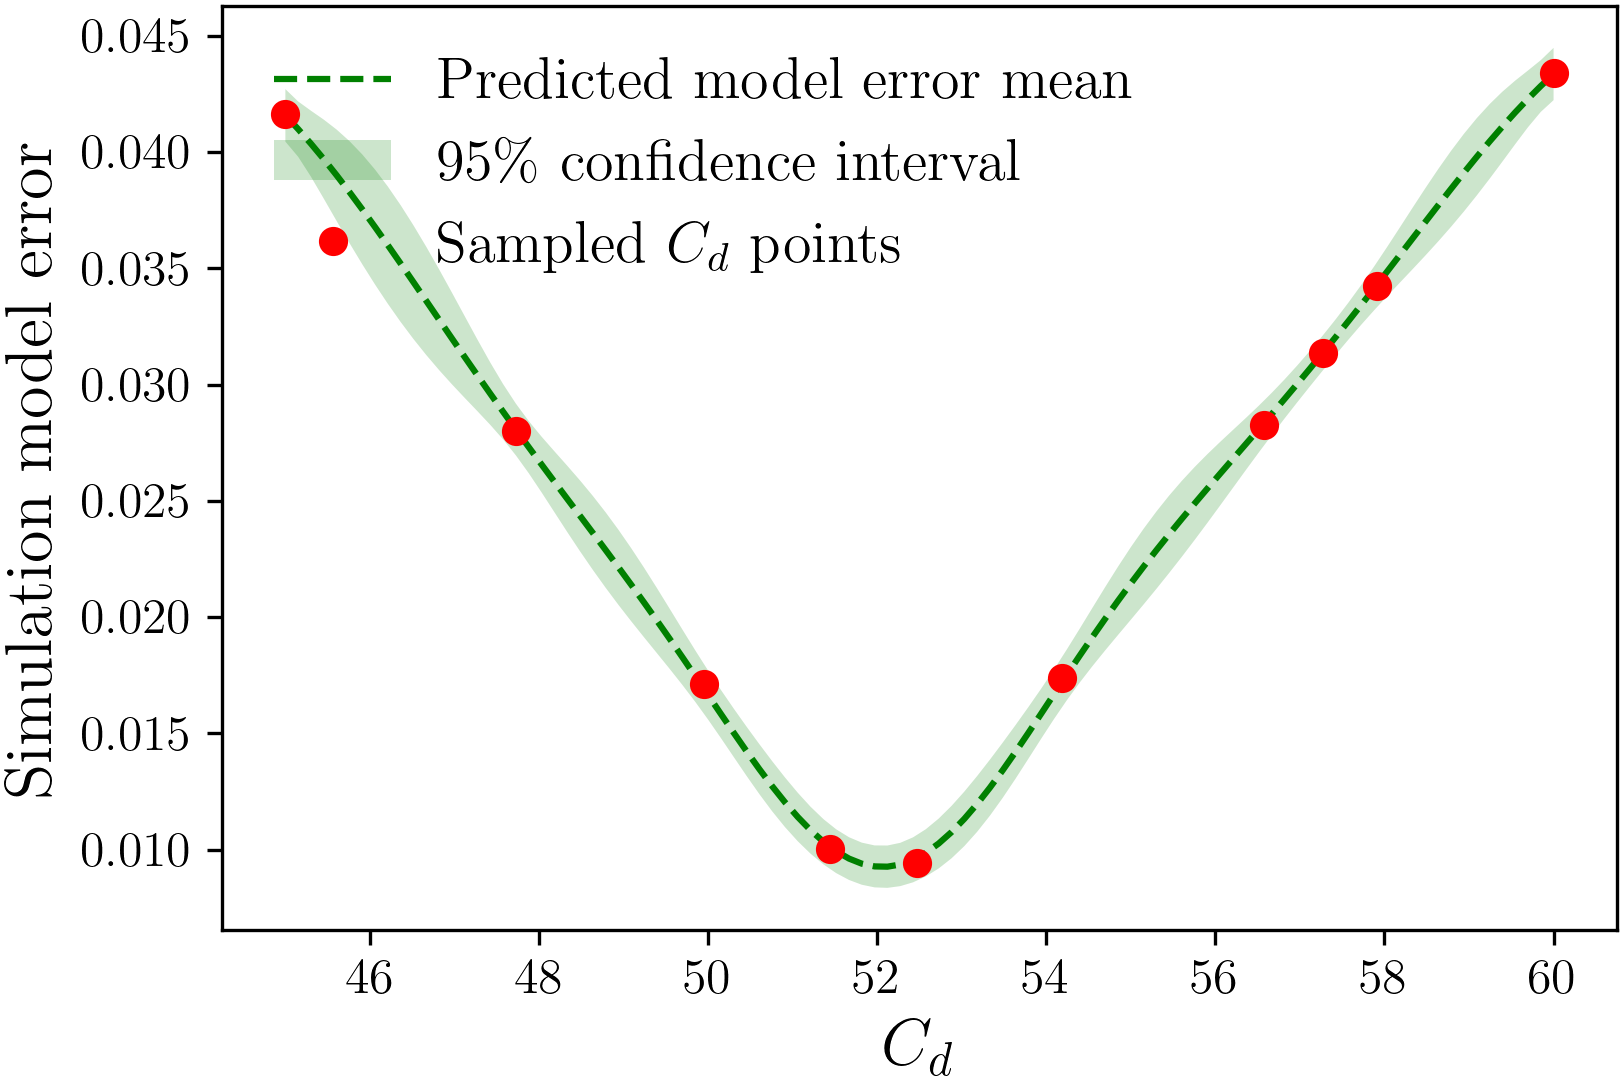 Simulation model error
0.045
0.040
0.035
0.030
0.025
0.020
0.015
0.010
Predicted model error mean
95% confidence interval
Sampled C_d points
46 48 50 52 54 56 58 60
C_d